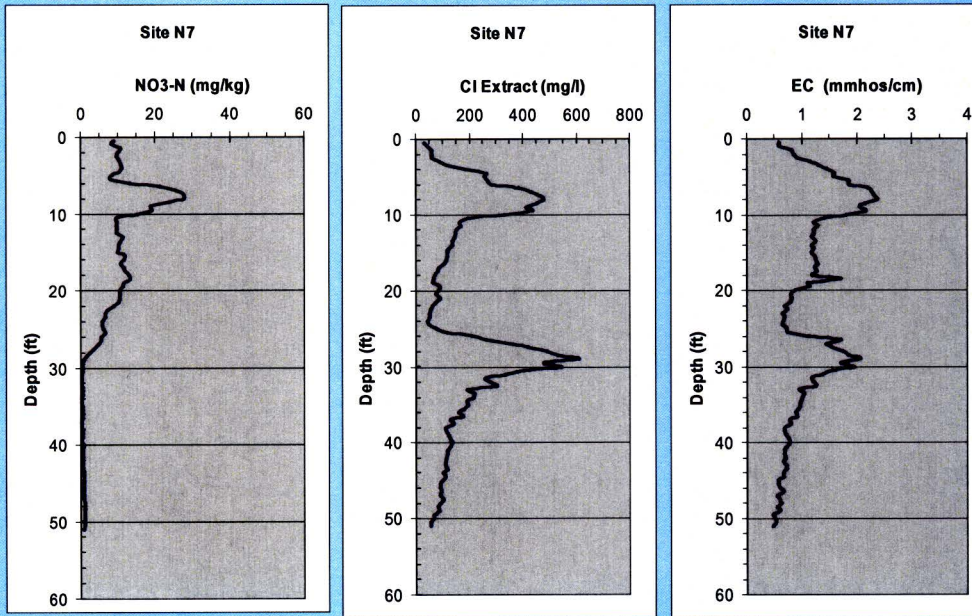 Site N7
NO3-N (mg/kg)
0 20 40 60
0
10
20
30
40
50
60
Depth (ft)
Site N7
Cl Extract (mg/l)
0 200 400 600 800
0
10
20
30
40
50
60
Depth (ft)
Site N7
EC (mmhos/cm)
0 1 2 3 4
0
10
20
30
40
50
60
Depth (ft)